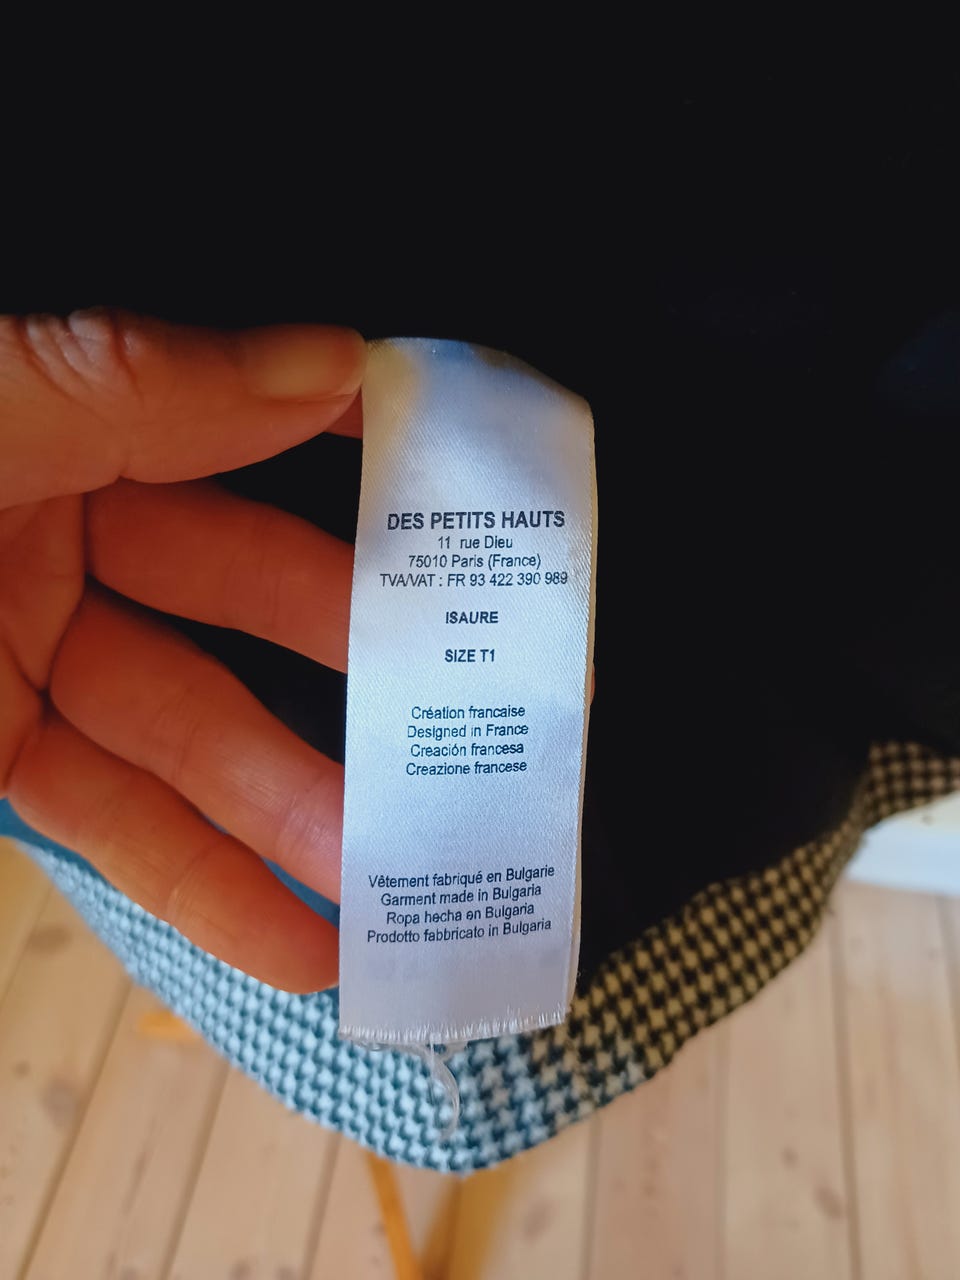 DES PETITS HAUTS
11 rue Dieu
75010 Paris (France)
TVA/VAT : FR 93 422 390 989
ISAURE
SIZE T1
Création francaise
Designed in France
Creación francesa
Creazione francese
Vêtement fabriqué en Bulgarie
Garment made in Bulgaria
Ropa hecha en Bulgaria
Prodotto fabbricato in Bulgaria